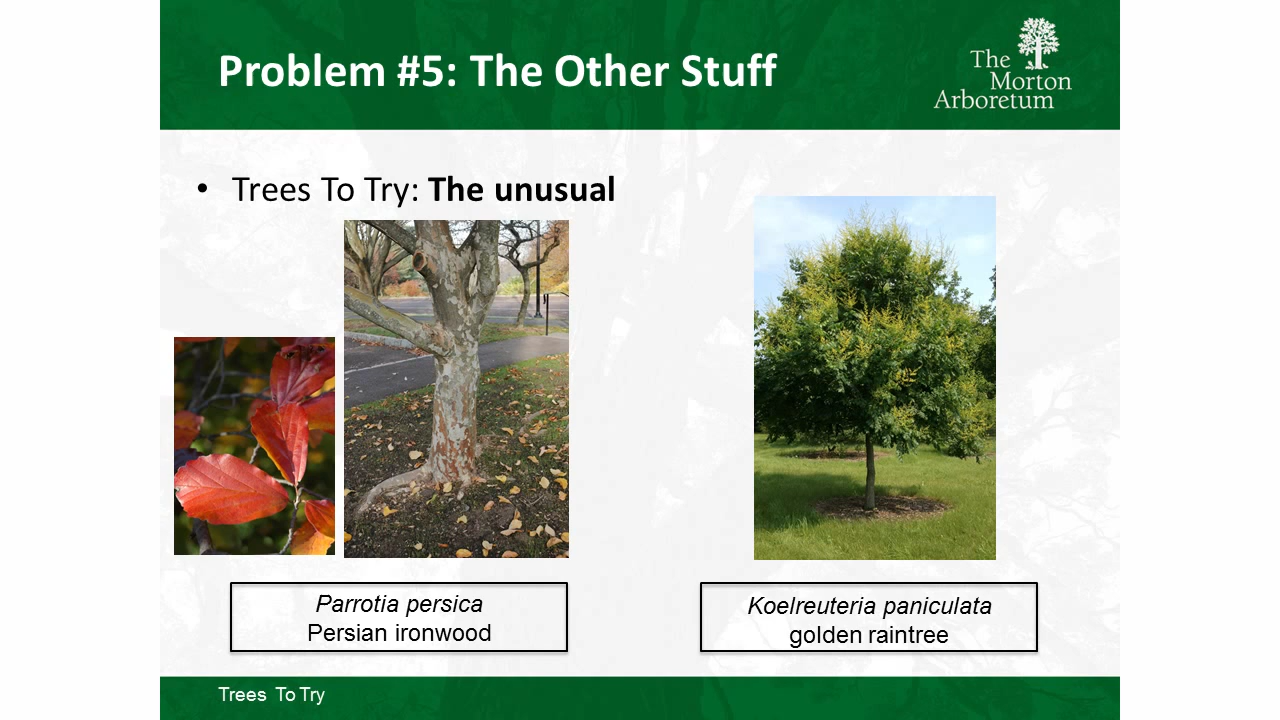 Problem #5: The Other Stuff
The
Morton
Arboretum
• Trees To Try: The unusual
Parrotia persica
Persian ironwood
Koelreuteria paniculata
golden raintree
Trees To Try